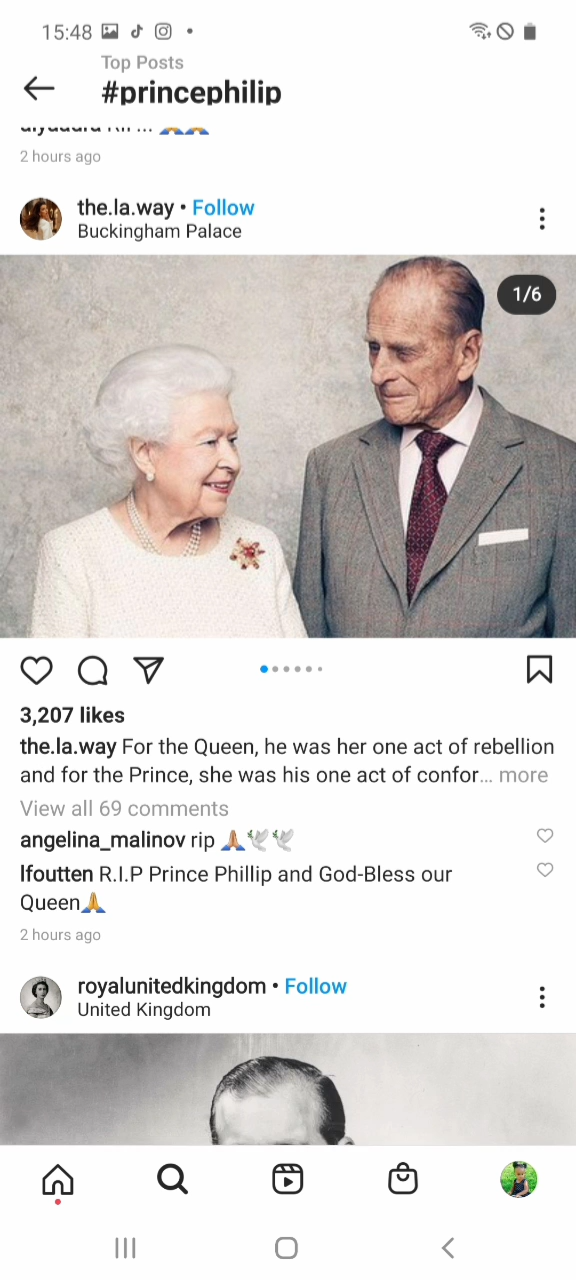 15:48
Top Posts
#princephilip
2 hours ago
the.la.way • Follow
Buckingham Palace
1/6
3,207 likes
the.la.way For the Queen, he was her one act of rebellion
and for the Prince, she was his one act of confor... more
View all 69 comments
angelina_malinov rip 🙏🏽🕊️🕊️
lfoutten R.I.P Prince Phillip and God-Bless our
Queen🙏
2 hours ago
royalunitedkingdom • Follow
United Kingdom